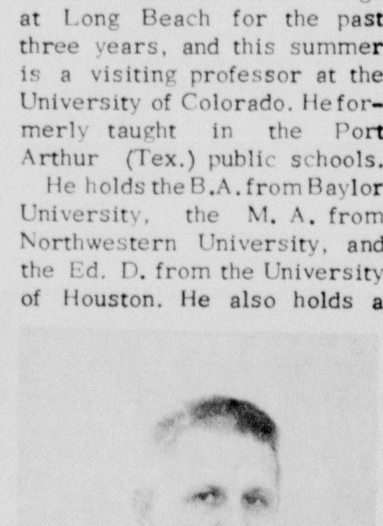 at Long Beach for the past
three years, and this summer
is a visiting professor at the
University of Colorado. He for-
merly taught in the Port
Arthur (Tex.) public schools.
He holds the B.A. from Baylor
University, the M. A. from
Northwestern University, and
the Ed. D. from the University
of Houston. He also holds a